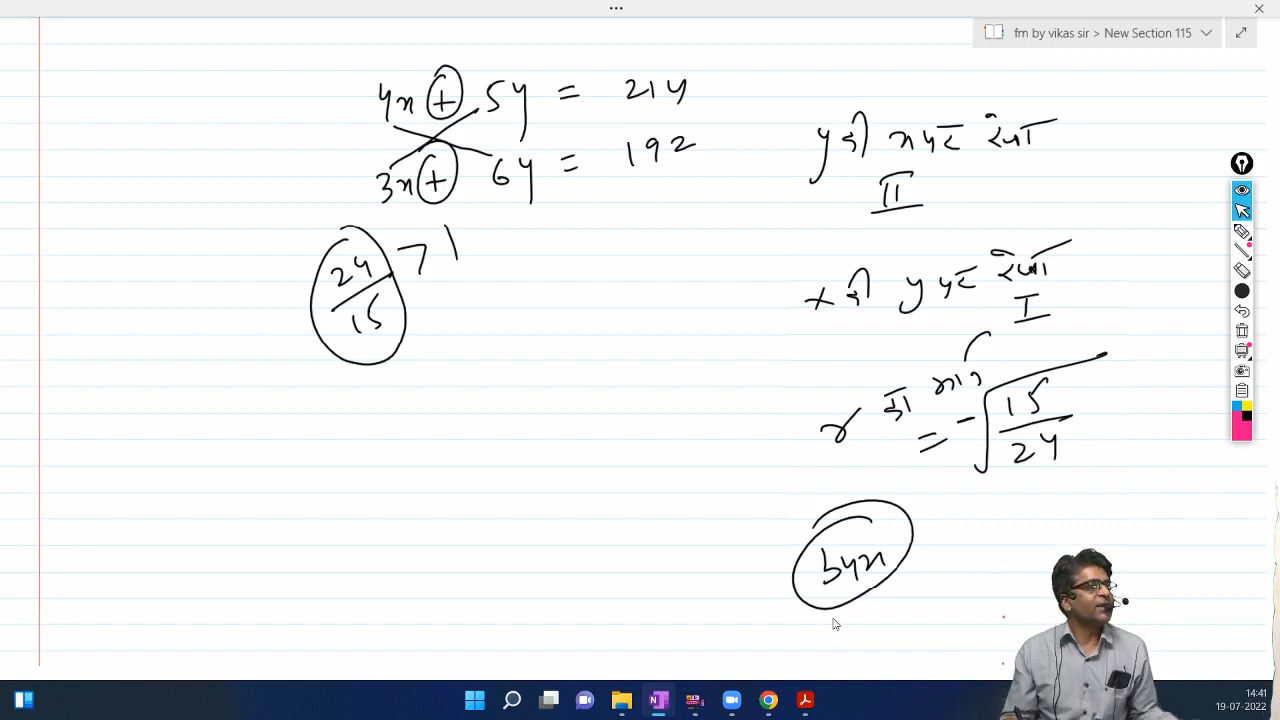 fm by vikas sir > New Section 115
4x + 5y = 214
3x + 6y = 192
24/15 > 1
y की x पर रेखा
II
x की y पर रेखा
I
r का मान = -√15/24
byx
14:41
19-07-2022